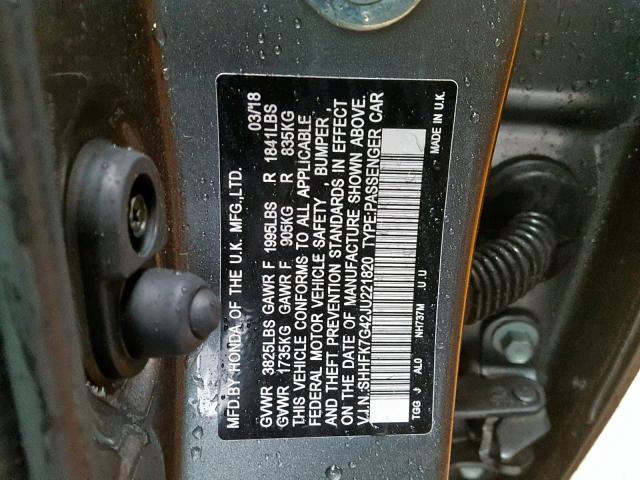 MFD.BY HONDA OF THE U.K. MFG.,LTD. 03/18
GVWR 3825LBS GAWR F 1995LBS R 1841LBS
GVWR 1735KG GAWR F 905KG R 835KG
THIS VEHICLE CONFORMS TO ALL APPLICABLE
FEDERAL MOTOR VEHICLE SAFETY, BUMPER,
AND THEFT PREVENTION STANDARDS IN EFFECT
ON THE DATE OF MANUFACTURE SHOWN ABOVE.
V.I.N.:SHHFK7G42JU221820 TYPE:PASSENGER CAR
TGG J AL0 NH737M .U.U MADE IN U.K.